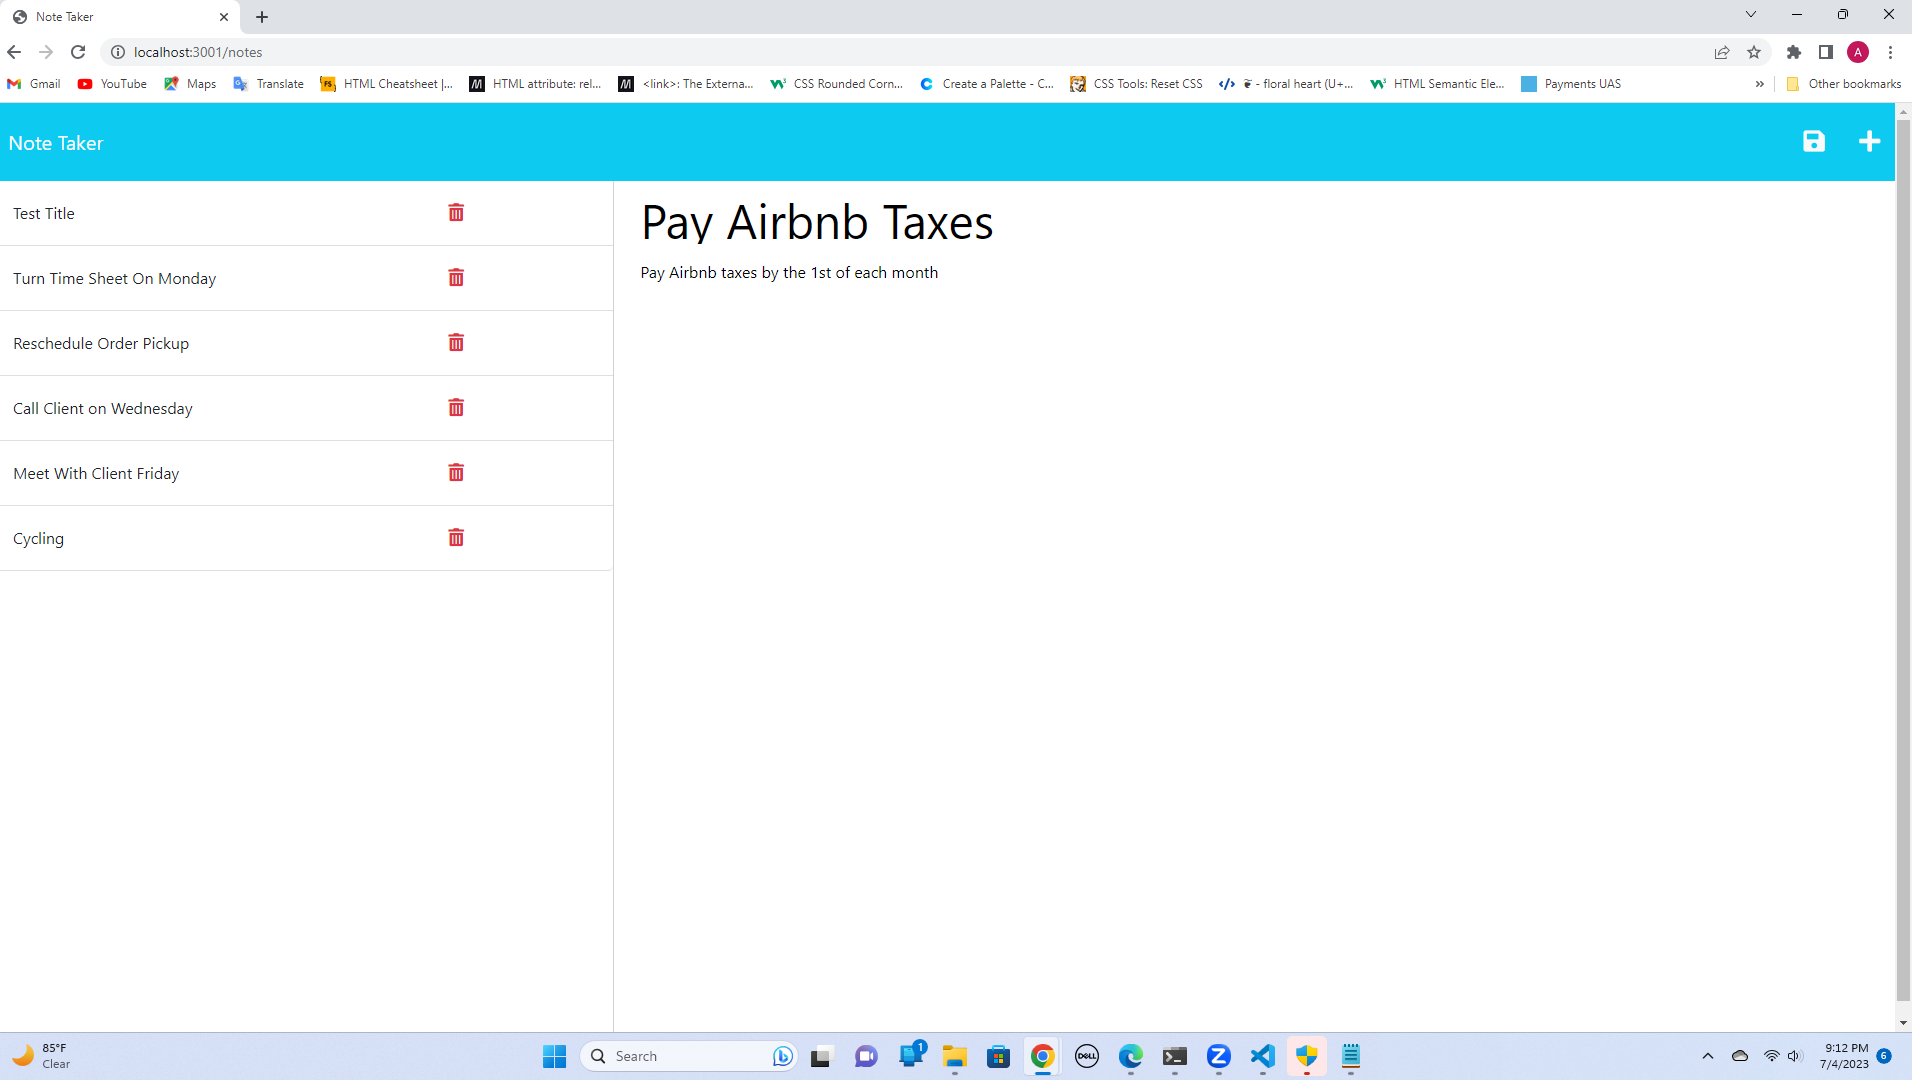 Note Taker
localhost:3001/notes
A
Gmail YouTube Maps Translate HTML Cheatsheet |... HTML attribute: rel... <link>: The Externa... CSS Rounded Corn... Create a Palette - C... CSS Tools: Reset CSS ❦ - floral heart (U+... HTML Semantic Ele... Payments UAS » Other bookmarks
Note Taker
Test Title
Turn Time Sheet On Monday
Reschedule Order Pickup
Call Client on Wednesday
Meet With Client Friday
Cycling
Pay Airbnb Taxes
Pay Airbnb taxes by the 1st of each month
85°F
Clear
Search
1
DELL
Z
9:12 PM
7/4/2023
6